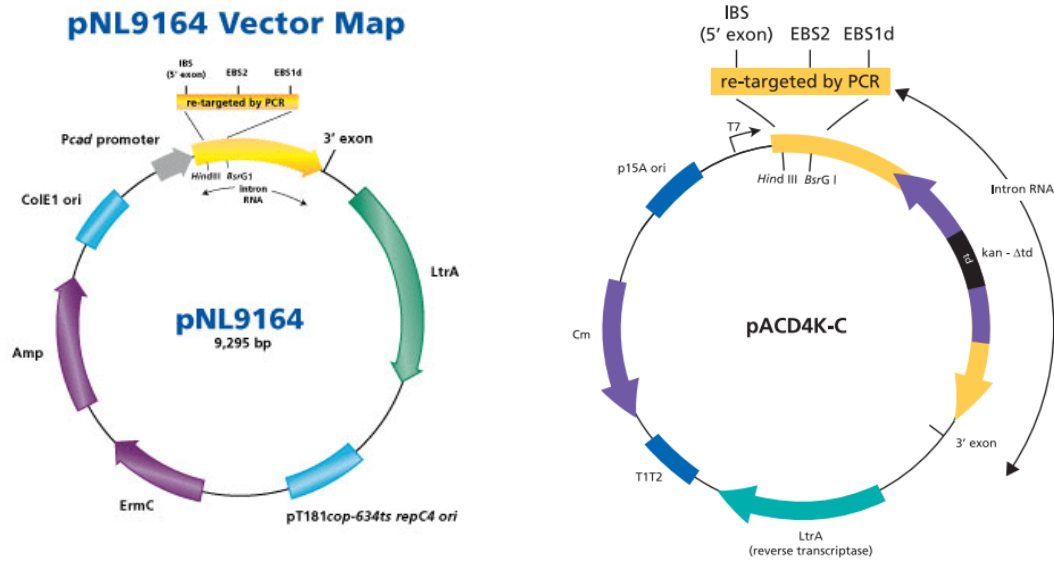 pNL9164 Vector Map
IBS
(5' exon)
EBS2
EBS1d
re-targeted by PCR
Pcad promoter
3' exon
HindIII
BsrG1
intron
RNA
ColE1 ori
LtrA
pNL9164
9,295 bp
Amp
ErmC
pT181cop-634ts repC4 ori
IBS
(5' exon)
EBS2
EBS1d
re-targeted by PCR
T7
p15A ori
Hind III
BsrG I
Intron RNA
td
kan - Δtd
pACD4K-C
Cm
3' exon
T1T2
LtrA
(reverse transcriptase)